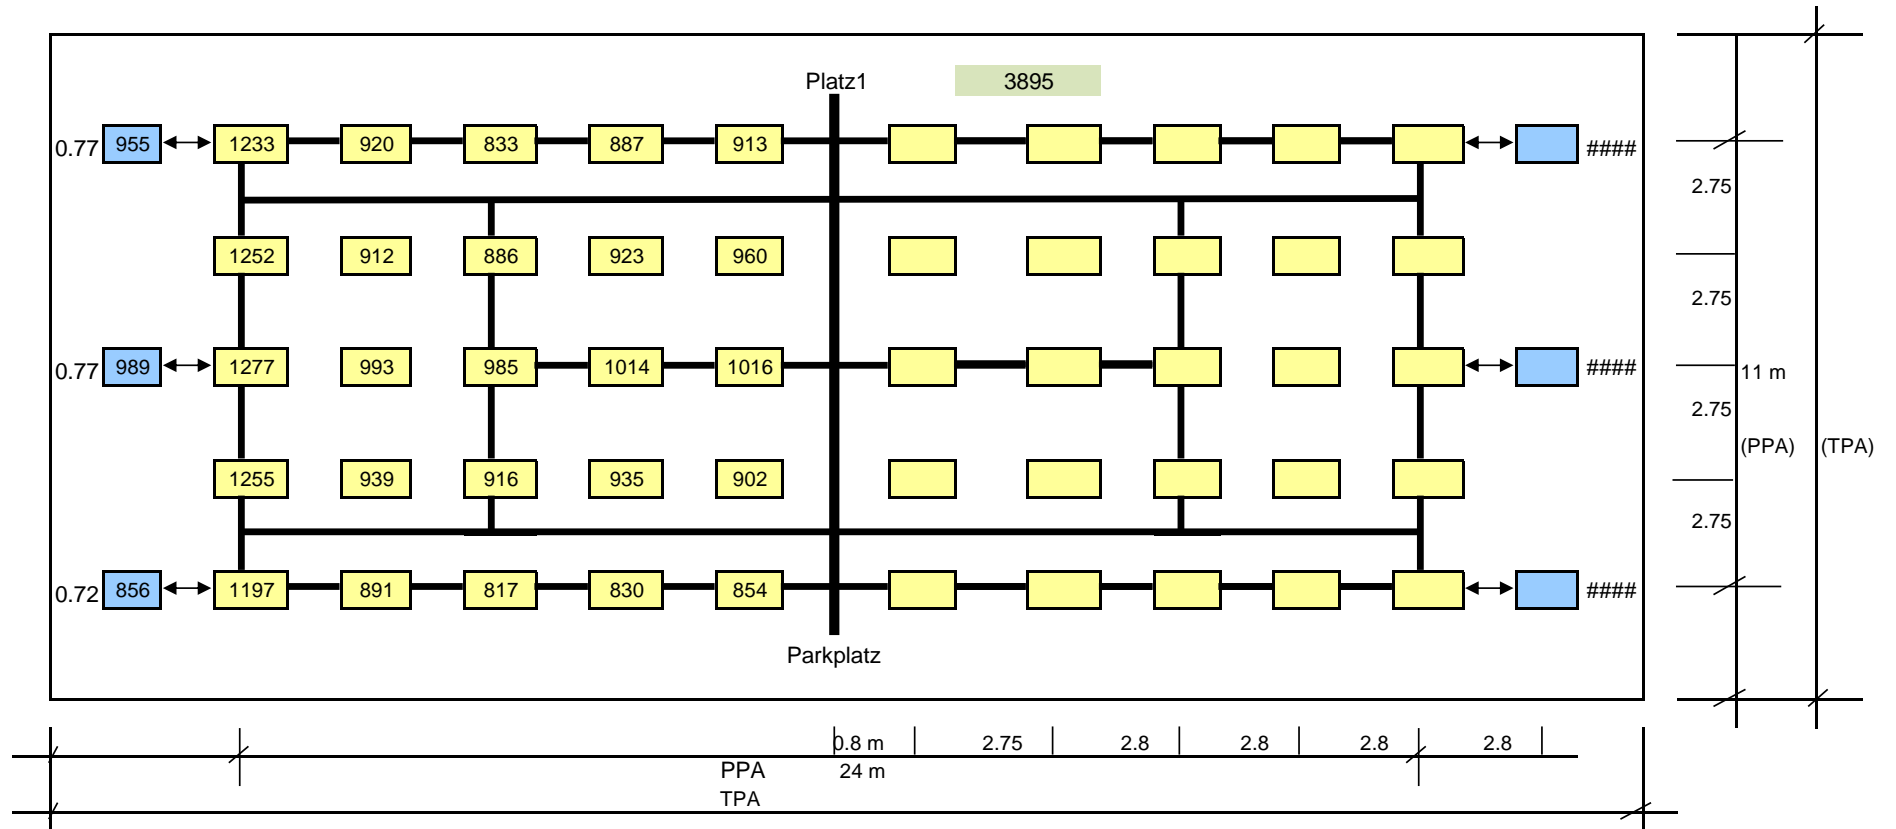 Platz1 3895
0.77 955 1233 920 833 887 913 ####
2.75
1252 912 886 923 960
2.75
0.77 989 1277 993 985 1014 1016 ####
11 m
2.75
(PPA) (TPA)
1255 939 916 935 902
2.75
0.72 856 1197 891 817 830 854 ####
Parkplatz
0.8 m 2.75 2.8 2.8 2.8 2.8
PPA 24 m
TPA